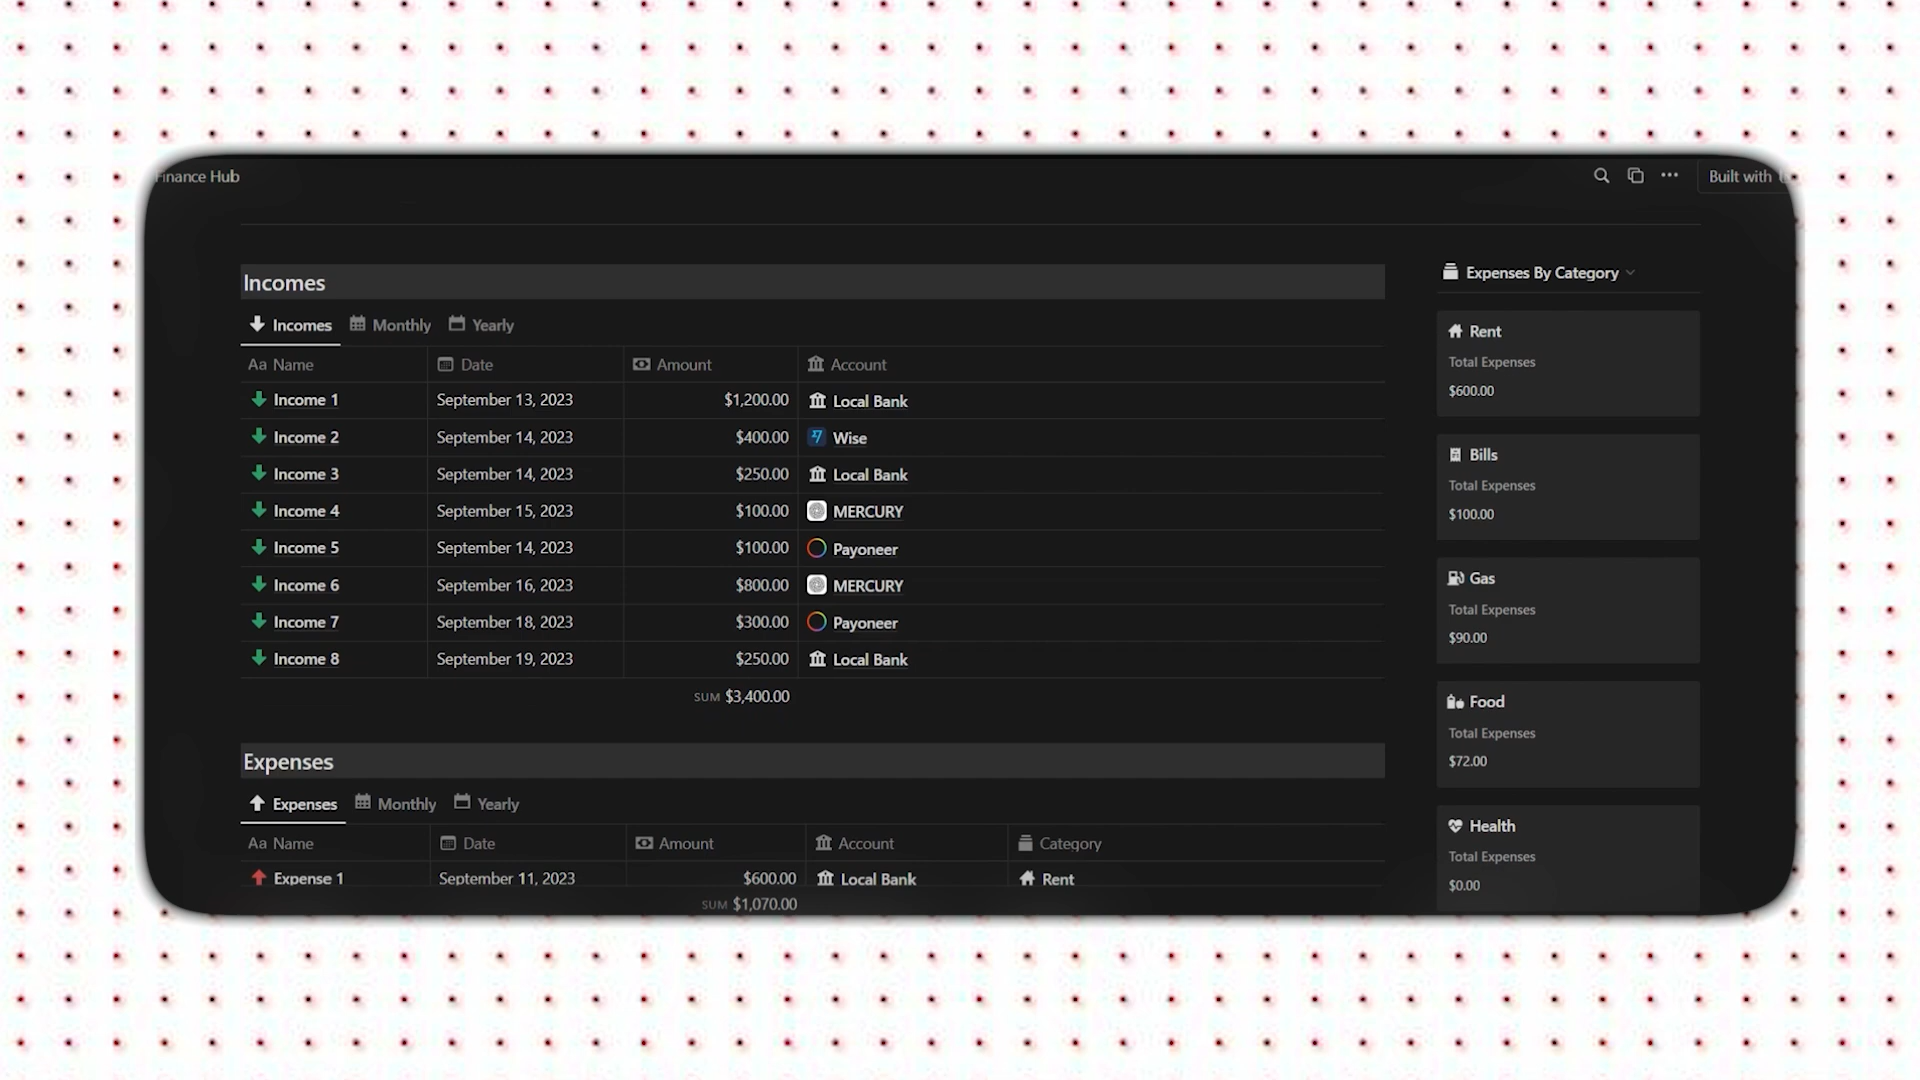 Finance Hub
Built with
Incomes
Incomes Monthly Yearly
Aa Name Date Amount Account
Income 1 September 13, 2023 $1,200.00 Local Bank
Income 2 September 14, 2023 $400.00 Wise
Income 3 September 14, 2023 $250.00 Local Bank
Income 4 September 15, 2023 $100.00 MERCURY
Income 5 September 14, 2023 $100.00 Payoneer
Income 6 September 16, 2023 $800.00 MERCURY
Income 7 September 18, 2023 $300.00 Payoneer
Income 8 September 19, 2023 $250.00 Local Bank
SUM $3,400.00
Expenses
Expenses Monthly Yearly
Aa Name Date Amount Account Category
Expense 1 September 11, 2023 $600.00 Local Bank Rent
SUM $1,070.00
Expenses By Category
Rent
Total Expenses
$600.00
Bills
Total Expenses
$100.00
Gas
Total Expenses
$90.00
Food
Total Expenses
$72.00
Health
Total Expenses
$0.00